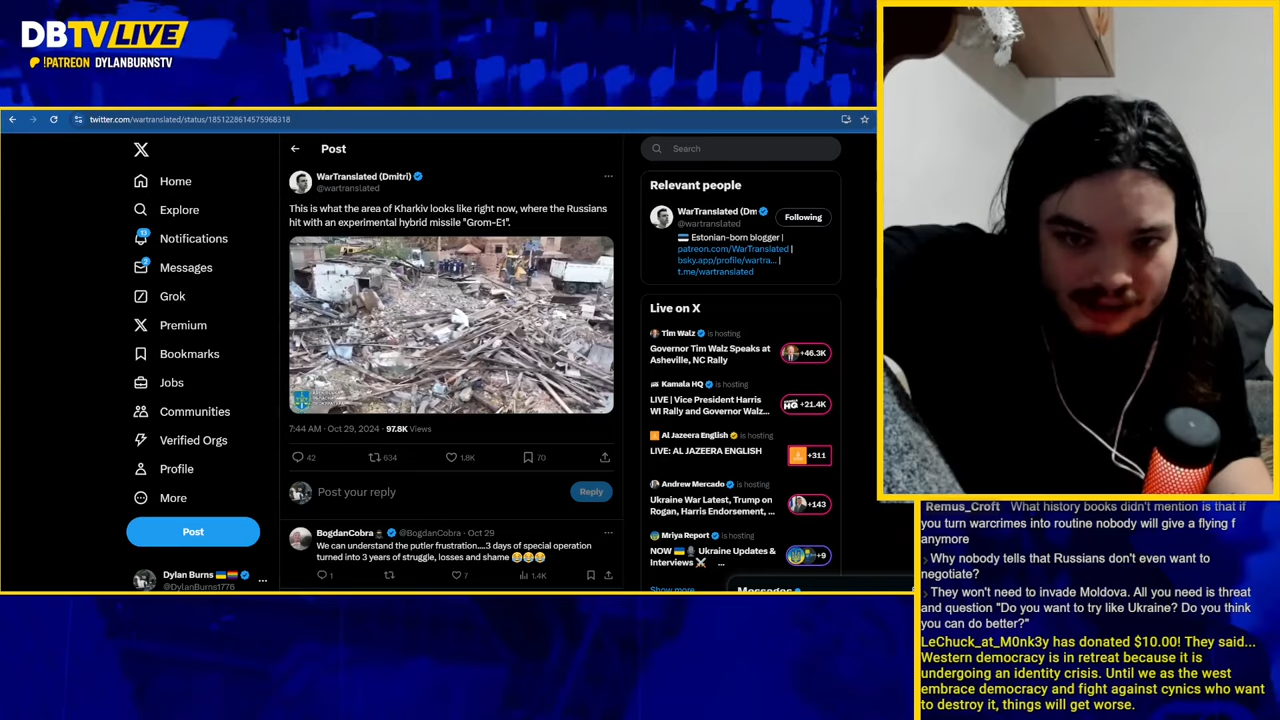 DBTV LIVE
!PATREON DYLANBURNSTV
twitter.com/wartranslated/status/1851228614575968318
X
Home
Explore
13
Notifications
2
Messages
Grok
Premium
Bookmarks
Jobs
Communities
Verified Orgs
Profile
More
Post
Dylan Burns
@DylanBurns1776
Post
WarTranslated (Dmitri)
@wartranslated
This is what the area of Kharkiv looks like right now, where the Russians
hit with an experimental hybrid missile "Grom-E1".
7:44 AM · Oct 29, 2024 · 97.8K Views
42 634 1.8K 70
Post your reply
Reply
BogdanCobra @BogdanCobra · Oct 29
We can understand the putler frustration....3 days of special operation
turned into 3 years of struggle, losses and shame 😂😂😂
1 7 1.4K
Search
Relevant people
WarTranslated (Dm
@wartranslated
Following
Estonian-born blogger |
patreon.com/WarTranslated |
bsky.app/profile/wartra... |
t.me/wartranslated
Live on X
Tim Walz is hosting
Governor Tim Walz Speaks at
Asheville, NC Rally
+46.3K
Kamala HQ is hosting
LIVE | Vice President Harris
WI Rally and Governor Walz...
HQ +21.4K
Al Jazeera English is hosting
LIVE: AL JAZEERA ENGLISH
+311
Andrew Mercado is hosting
Ukraine War Latest, Trump on
Rogan, Harris Endorsement, ...
+143
Mriya Report is hosting
NOW 🇺🇦🎙️ Ukraine Updates &
Interviews ⚔️ ...
+9
Show more
Messages
Remus_Croft What history books didn't mention is that if
you turn warcrimes into routine nobody will give a flying f
anymore
Why nobody tells that Russians don't even want to
negotiate?
They won't need to invade Moldova. All you need is threat
and question "Do you want to try like Ukraine? Do you think
you can do better?"
LeChuck_at_M0nk3y has donated $10.00! They said...
Western democracy is in retreat because it is
undergoing an identity crisis. Until we as the west
embrace democracy and fight against cynics who want
to destroy it, things will get worse.